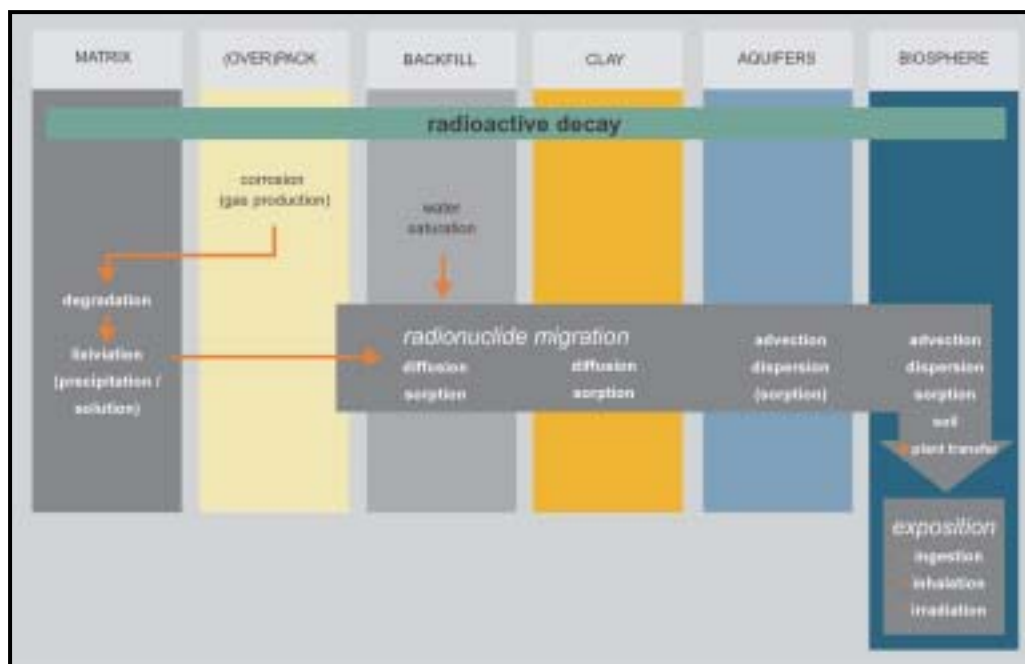 MATRIX
(OVER)PACK
BACKFILL
CLAY
AQUIFERS
BIOSPHERE
radioactive decay
corrosion
(gas production)
water
saturation
degradation
lixiviation
(precipitation /
solution)
radionuclide migration
diffusion
sorption
diffusion
sorption
advection
dispersion
(sorption)
advection
dispersion
sorption
soil
plant transfer
exposition
ingestion
inhalation
irradiation